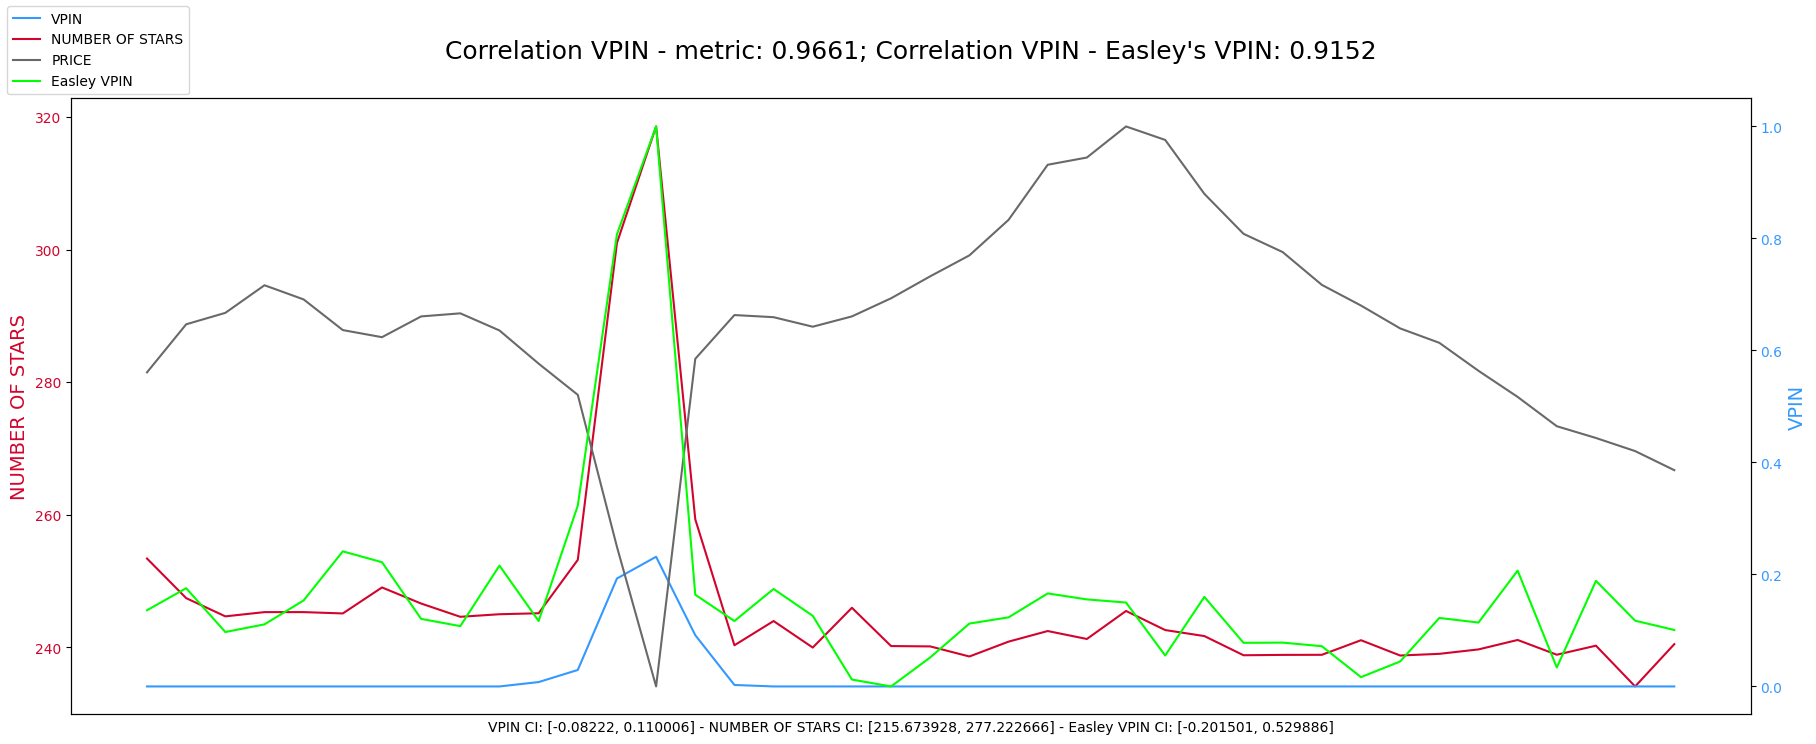 VPIN
NUMBER OF STARS
PRICE
Easley VPIN
Correlation VPIN - metric: 0.9661; Correlation VPIN - Easley's VPIN: 0.9152
NUMBER OF STARS
320
300
280
260
240
1.0
0.8
0.6
0.4
0.2
0.0
VPIN
VPIN CI: [-0.08222, 0.110006] - NUMBER OF STARS CI: [215.673928, 277.222666] - Easley VPIN CI: [-0.201501, 0.529886]